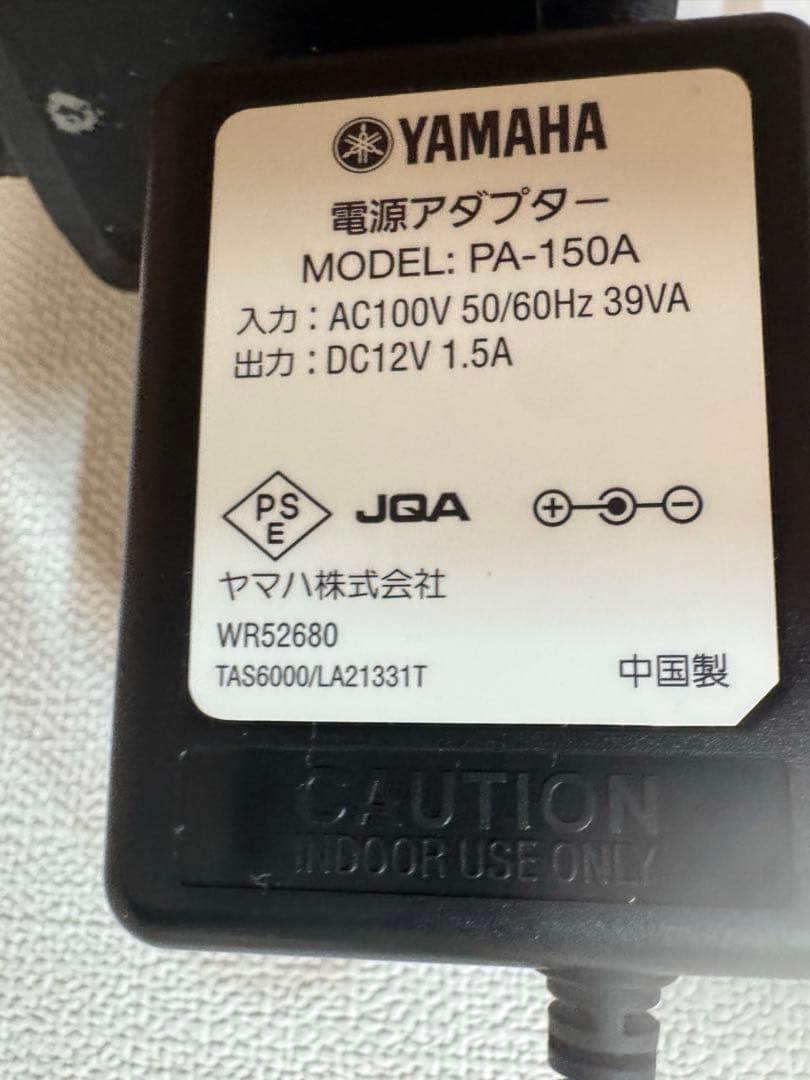 YAMAHA
電源アダプター
MODEL: PA-150A
入力：AC100V 50/60Hz 39VA
出力：DC12V 1.5A
PS
E
JQA
ヤマハ株式会社
WR52680
TAS6000/LA21331T
中国製
CAUTION
INDOOR USE ONLY